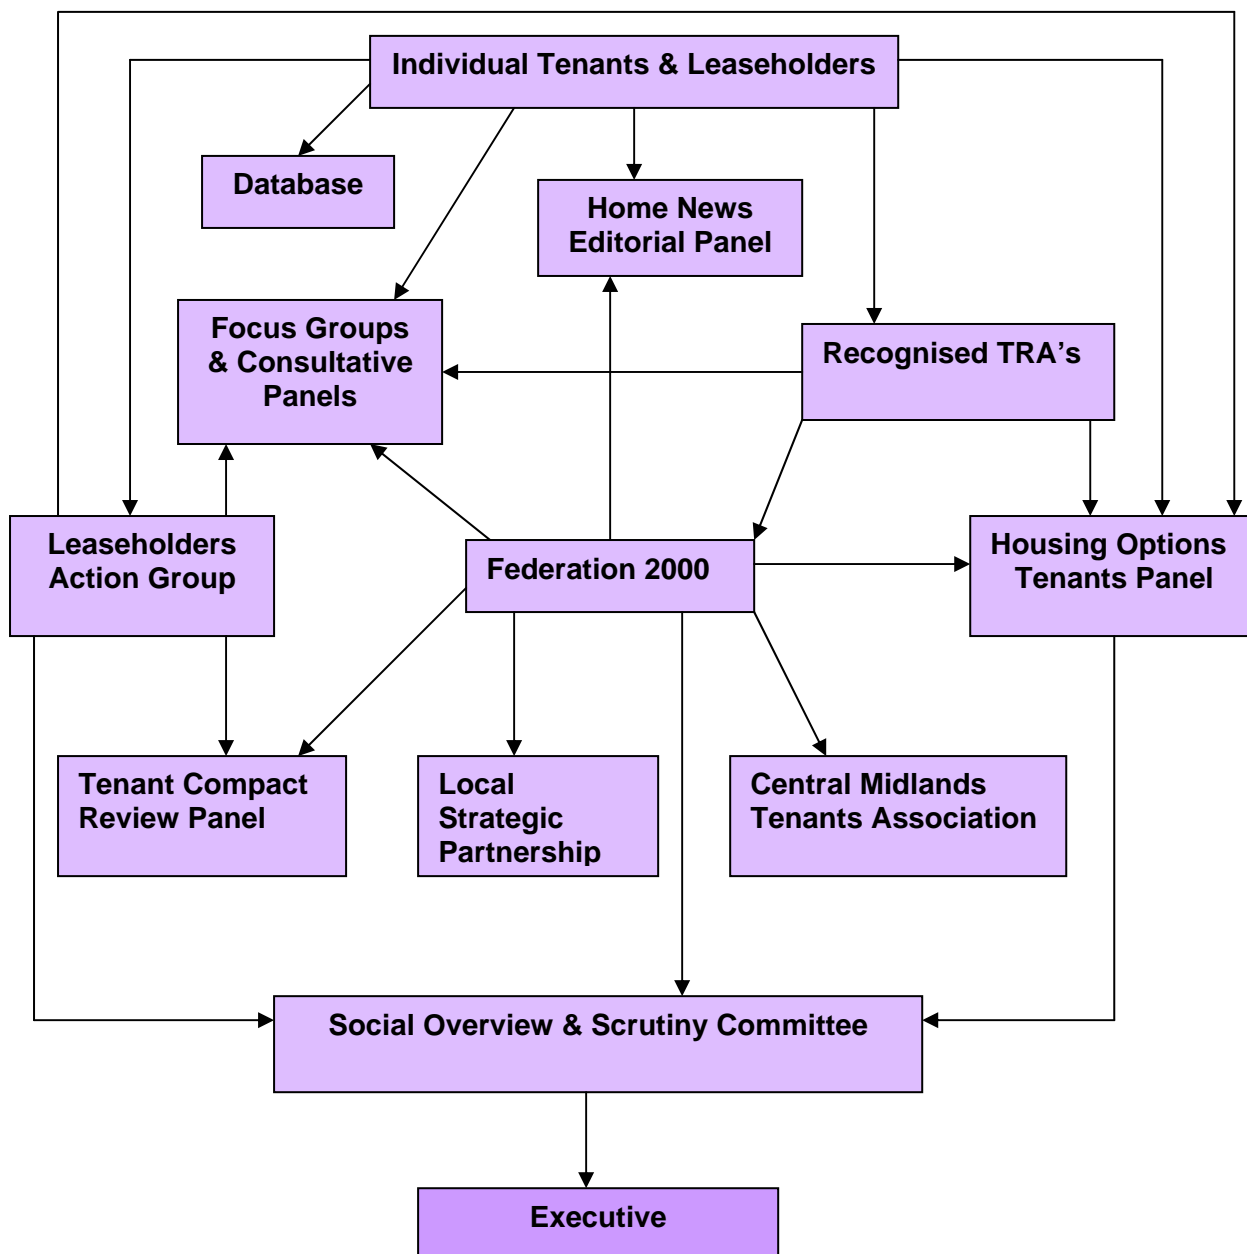 Individual Tenants & Leaseholders
Database
Home News
Editorial Panel
Focus Groups
& Consultative
Panels
Recognised TRA’s
Leaseholders
Action Group
Federation 2000
Housing Options
Tenants Panel
Tenant Compact
Review Panel
Local
Strategic
Partnership
Central Midlands
Tenants Association
Social Overview & Scrutiny Committee
Executive